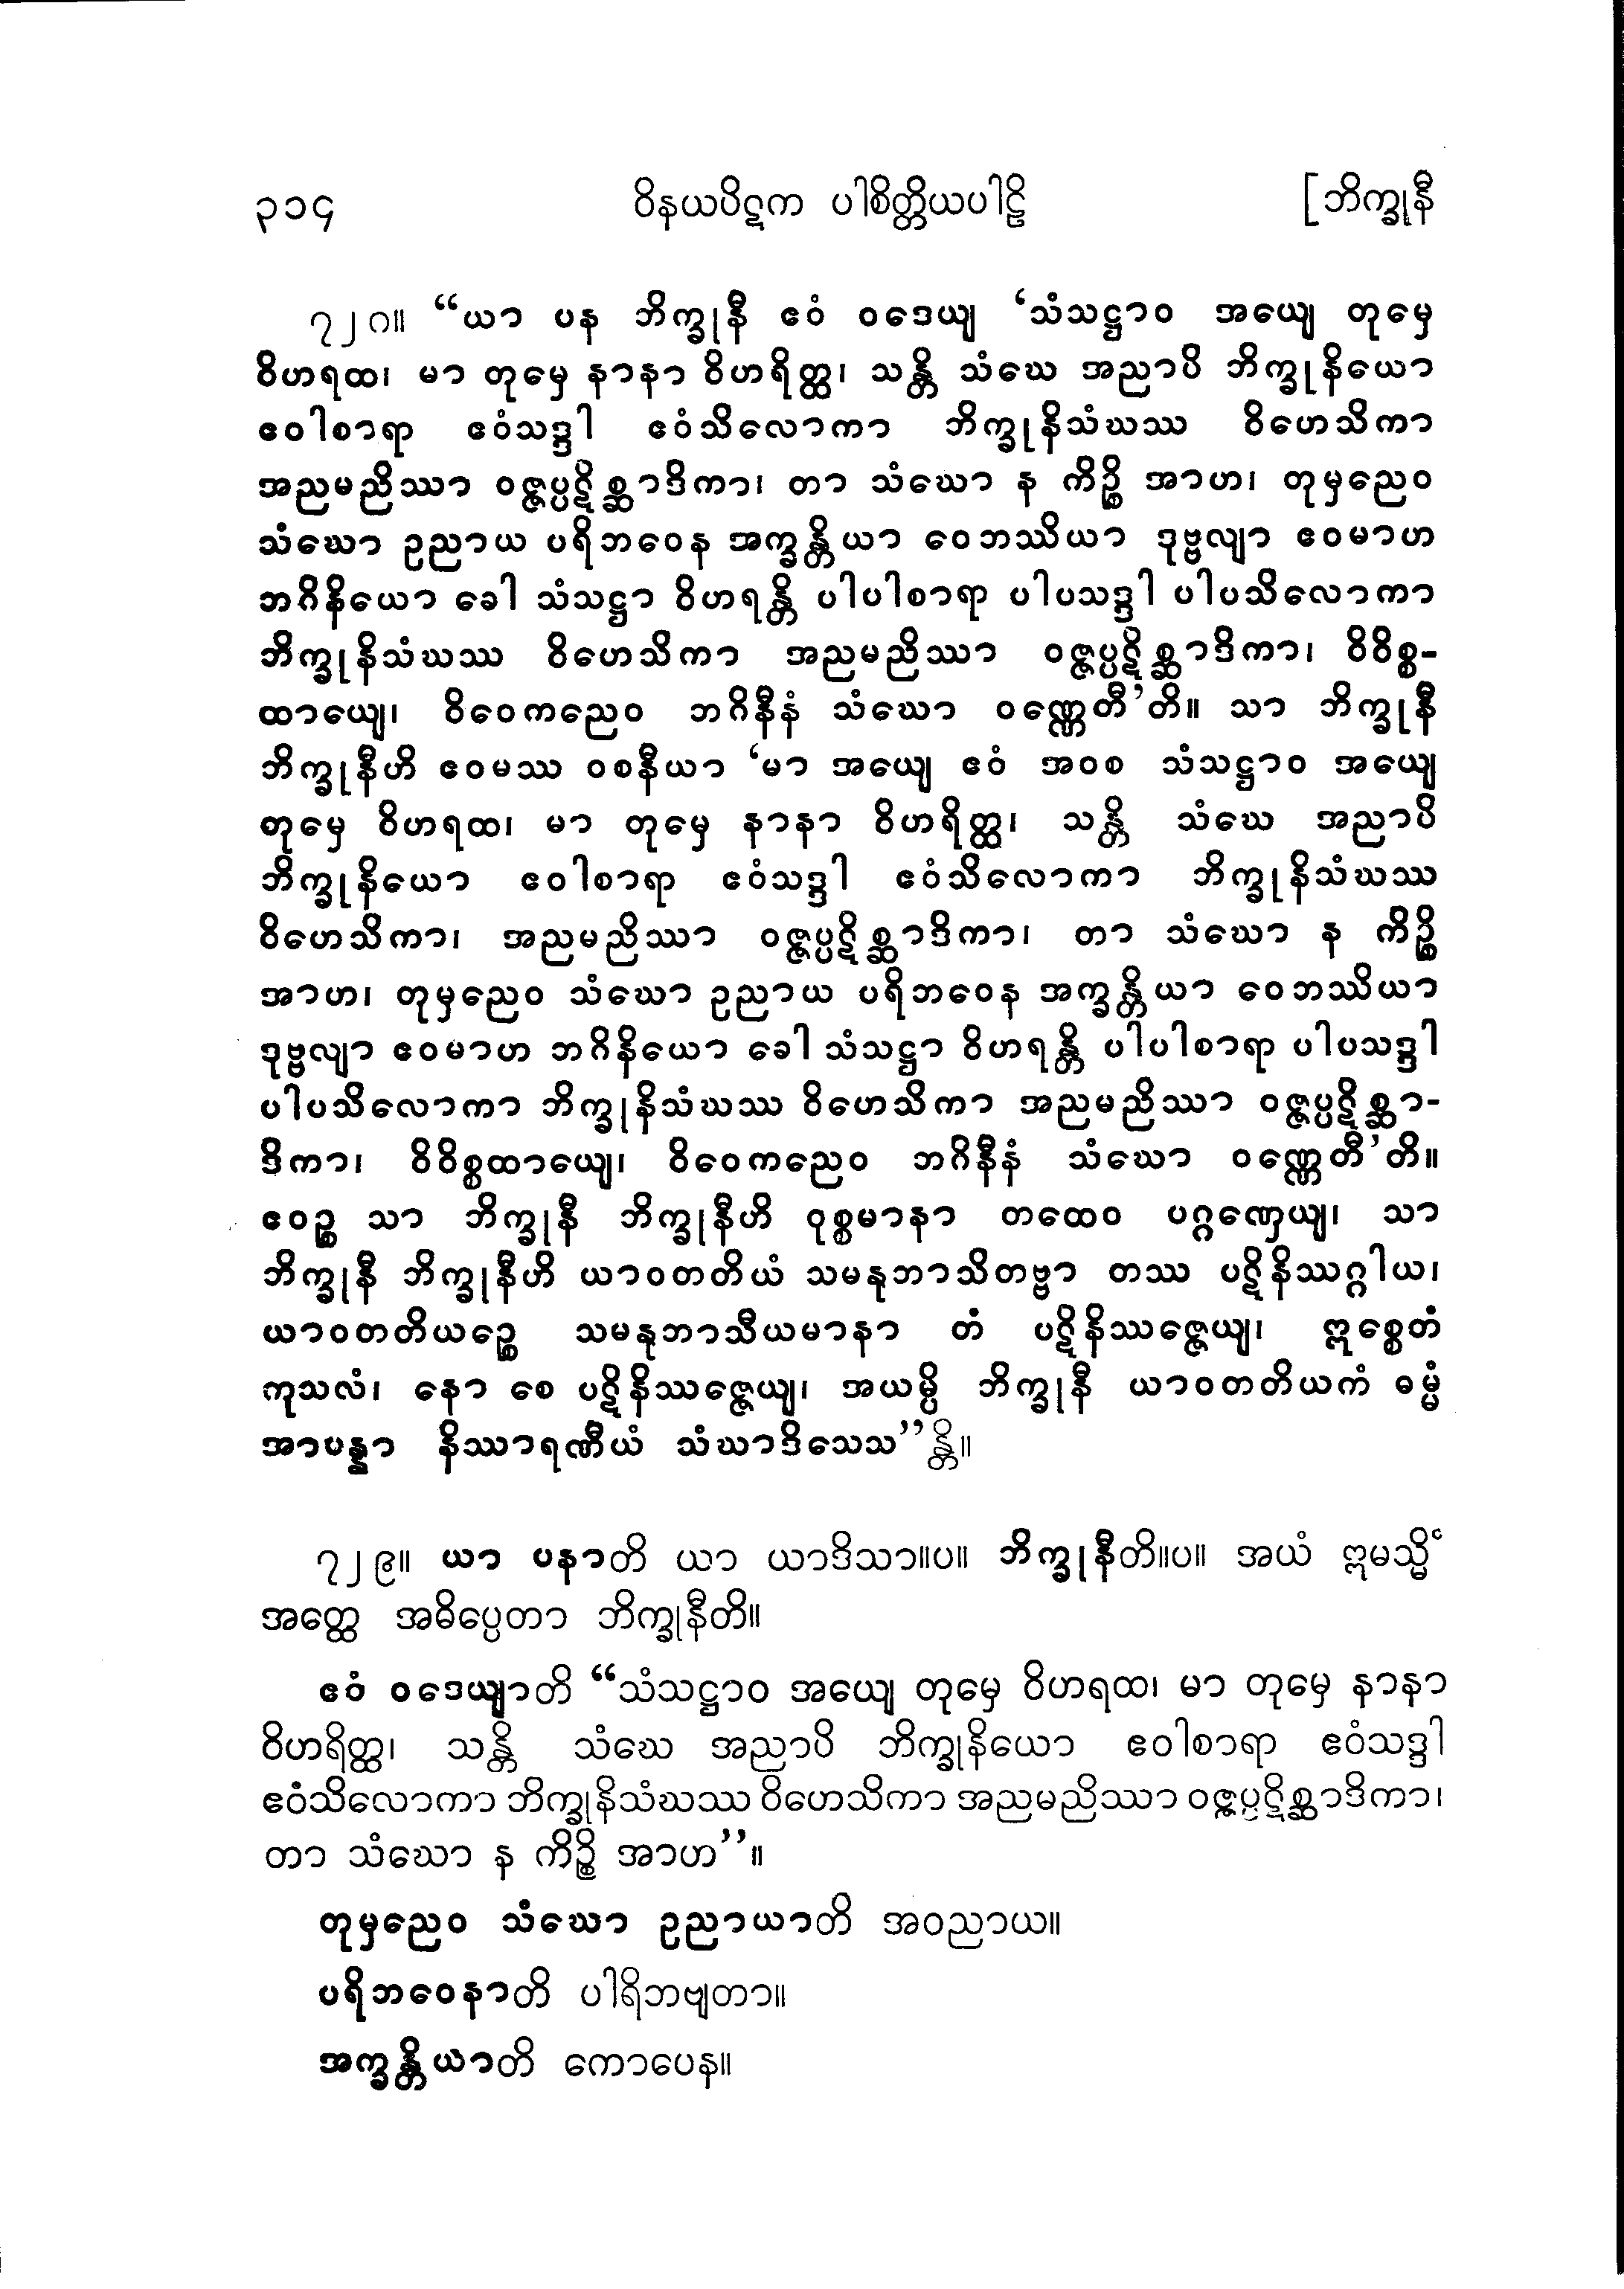 ၃၁၄ ဝိနယပိဋက ပါစိတ္တိယပါဠိ [ဘိက္ခုနီ
၇၂၈။ “ယာ ပန ဘိက္ခုနီ ဧဝံ ဝဒေယျ ‘သံသဋ္ဌာဝ အယျေ တုမှေ
ဝိဟရထ၊ မာ တုမှေ နာနာ ဝိဟရိတ္ထ၊ သန္တိ သံဃေ အညာပိ ဘိက္ခုနိယော
ဧဝါစာရာ ဧဝံသဒ္ဒါ ဧဝံသိလောကာ ဘိက္ခုနိသံဃဿ ဝိဟေသိကာ
အညမညိဿာ ဝဇ္ဇပ္ပဋိစ္ဆာဒိကာ၊ တာ သံဃော န ကိဉ္စိ အာဟ၊ တုမှညေဝ
သံဃော ဥညာယ ပရိဘဝေန အက္ခန္တိယာ ဝေဘဿိယာ ဒုဗ္ဗလျာ ဧဝမာဟ
ဘဂိနိယော ခေါ သံသဋ္ဌာ ဝိဟရန္တိ ပါပါစာရာ ပါပသဒ္ဒါ ပါပသိလောကာ
ဘိက္ခုနိသံဃဿ ဝိဟေသိကာ အညမညိဿာ ဝဇ္ဇပ္ပဋိစ္ဆာဒိကာ၊ ဝိဝိစ္စ-
ထာယျေ၊ ဝိဝေကညေဝ ဘဂိနီနံ သံဃော ဝဏ္ဏေတီ’တိ။ သာ ဘိက္ခုနီ
ဘိက္ခုနီဟိ ဧဝမဿ ဝစနီယာ ‘မာ အယျေ ဧဝံ အဝစ သံသဋ္ဌာဝ အယျေ
တုမှေ ဝိဟရထ၊ မာ တုမှေ နာနာ ဝိဟရိတ္ထ၊ သန္တိ သံဃေ အညာပိ
ဘိက္ခုနိယော ဧဝါစာရာ ဧဝံသဒ္ဒါ ဧဝံသိလောကာ ဘိက္ခုနိသံဃဿ
ဝိဟေသိကာ၊ အညမညိဿာ ဝဇ္ဇပ္ပဋိစ္ဆာဒိကာ၊ တာ သံဃော န ကိဉ္စိ
အာဟ၊ တုမှညေဝ သံဃော ဥညာယ ပရိဘဝေန အက္ခန္တိယာ ဝေဘဿိယာ
ဒုဗ္ဗလျာ ဧဝမာဟ ဘဂိနိယော ခေါ သံသဋ္ဌာ ဝိဟရန္တိ ပါပါစာရာ ပါပသဒ္ဒါ
ပါပသိလောကာ ဘိက္ခုနိသံဃဿ ဝိဟေသိကာ အညမညိဿာ ဝဇ္ဇပ္ပဋိစ္ဆာ-
ဒိကာ၊ ဝိဝိစ္စထာယျေ၊ ဝိဝေကညေဝ ဘဂိနီနံ သံဃော ဝဏ္ဏေတီ’တိ။
ဧဝဉ္စ သာ ဘိက္ခုနီ ဘိက္ခုနီဟိ ဝုစ္စမာနာ တထေဝ ပဂ္ဂဏှေယျ၊ သာ
ဘိက္ခုနီ ဘိက္ခုနီဟိ ယာဝတတိယံ သမနုဘာသိတဗ္ဗာ တဿ ပဋိနိဿဂ္ဂါယ၊
ယာဝတတိယဉ္စေ သမနုဘာသီယမာနာ တံ ပဋိနိဿဇ္ဇေယျ၊ ဣစ္စေတံ
ကုသလံ၊ နော စေ ပဋိနိဿဇ္ဇေယျ၊ အယမ္ပိ ဘိက္ခုနီ ယာဝတတိယကံ ဓမ္မံ
အာပန္နာ နိဿာရဏီယံ သံဃာဒိသေသ”န္တိ။
၇၂၉။ ယာ ပနာတိ ယာ ယာဒိသာ။ပ။ ဘိက္ခုနီတိ။ပ။ အယံ ဣမသ္မိံ
အတ္ထေ အဓိပ္ပေတာ ဘိက္ခုနီတိ။
ဧဝံ ဝဒေယျာတိ “သံသဋ္ဌာဝ အယျေ တုမှေ ဝိဟရထ၊ မာ တုမှေ နာနာ
ဝိဟရိတ္ထ၊ သန္တိ သံဃေ အညာပိ ဘိက္ခုနိယော ဧဝါစာရာ ဧဝံသဒ္ဒါ
ဧဝံသိလောကာ ဘိက္ခုနိသံဃဿ ဝိဟေသိကာ အညမညိဿာ ဝဇ္ဇပ္ပဋိစ္ဆာဒိကာ၊
တာ သံဃော န ကိဉ္စိ အာဟ”။
တုမှညေဝ သံဃော ဥညာယာတိ အဝညာယ။
ပရိဘဝေနာတိ ပါရိဘဗျတာ။
အက္ခန္တိယာတိ ကောပေန။